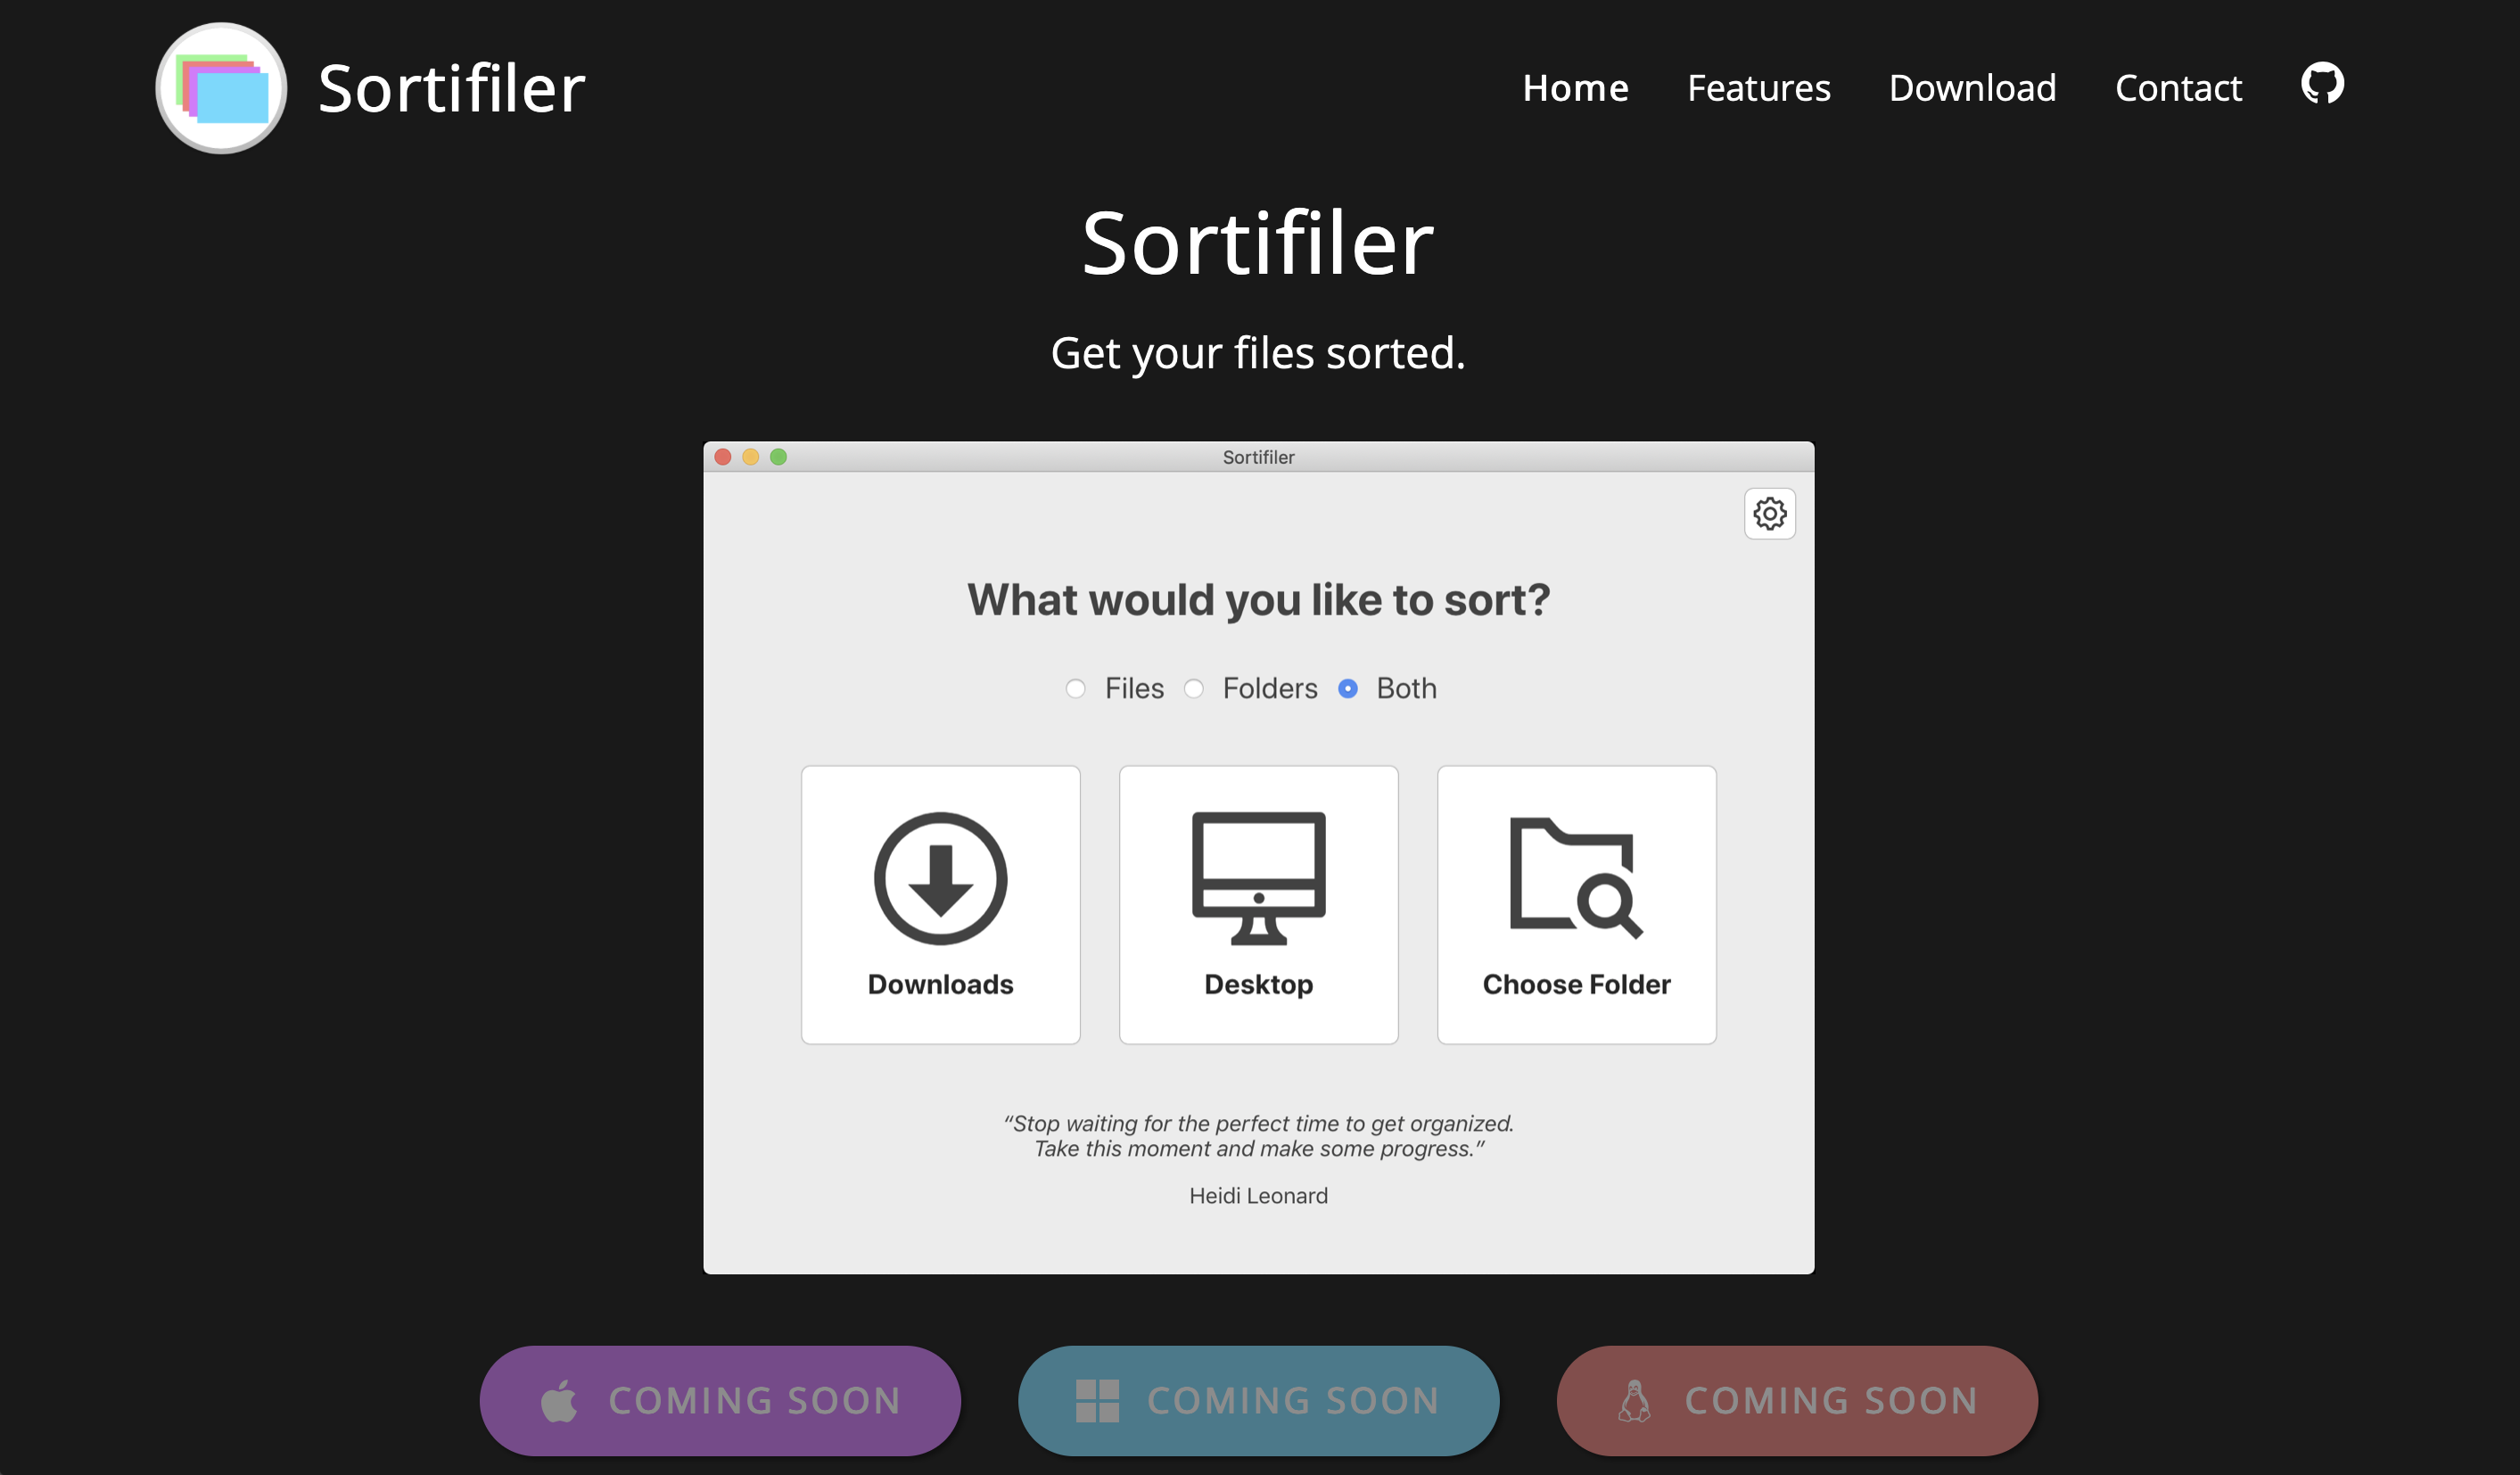 Sortifiler
Home Features Download Contact
Sortifiler
Get your files sorted.
Sortifiler
What would you like to sort?
Files Folders Both
Downloads Desktop Choose Folder
“Stop waiting for the perfect time to get organized.
Take this moment and make some progress.”
Heidi Leonard
COMING SOON COMING SOON COMING SOON